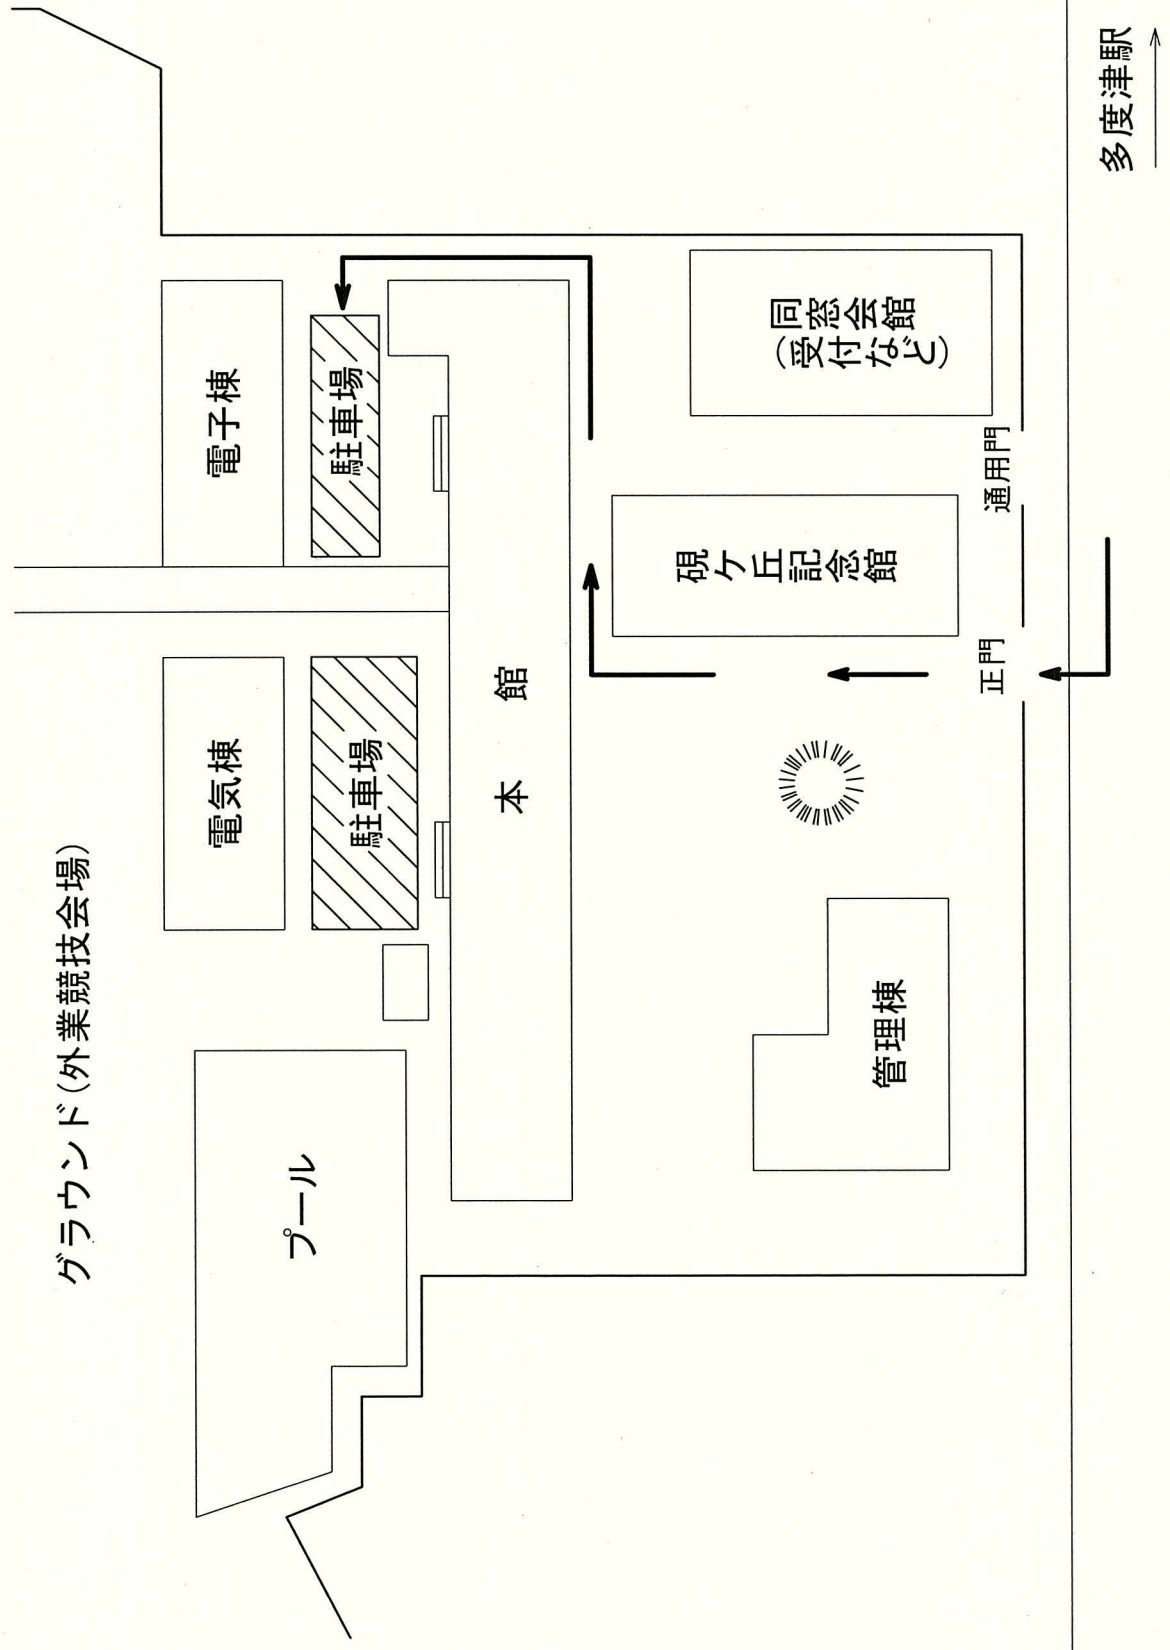 グラウンド(外業競技会場)
プール
電気棟
電子棟
駐車場
駐車場
本館
管理棟
硯ケ丘記念館
同窓会館
(受付など)
正門
通用門
多度津駅